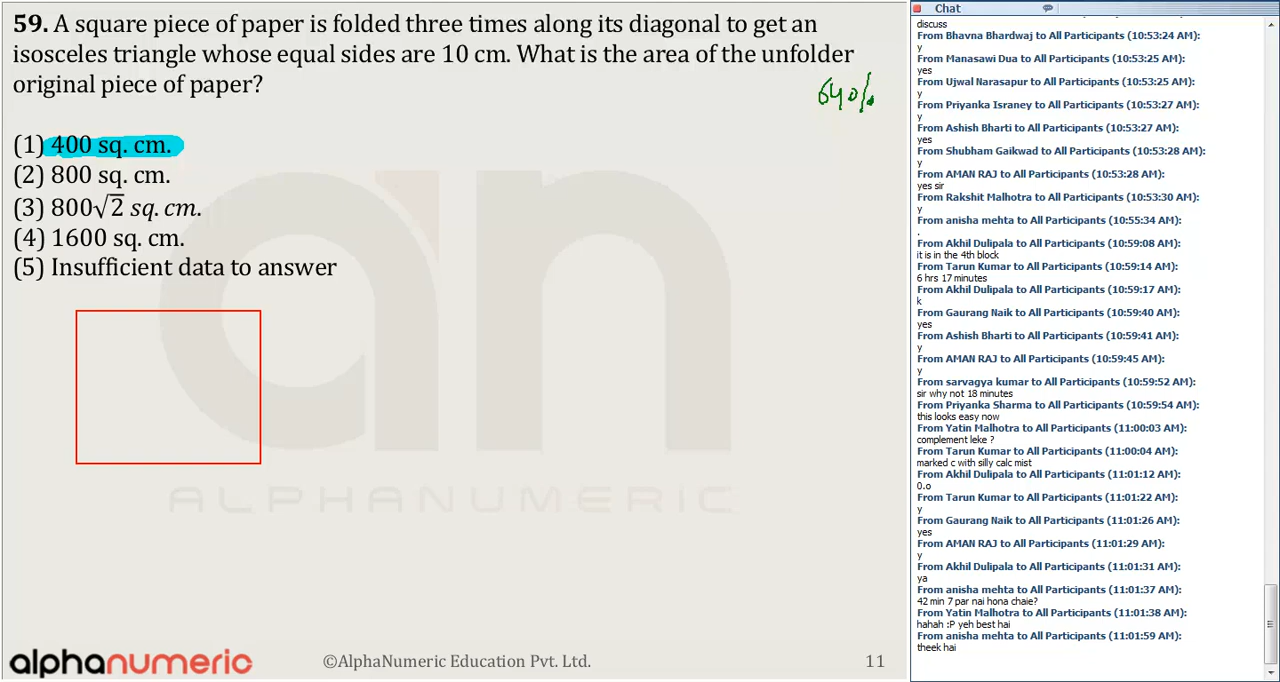 59. A square piece of paper is folded three times along its diagonal to get an
isosceles triangle whose equal sides are 10 cm. What is the area of the unfolder
original piece of paper?
64%
(1) 400 sq. cm.
(2) 800 sq. cm.
(3) 800√2 sq. cm.
(4) 1600 sq. cm.
(5) Insufficient data to answer
an
ALPHANUMERIC
alphanumeric
©AlphaNumeric Education Pvt. Ltd.
11
Chat
discuss
From Bhavna Bhardwaj to All Participants (10:53:24 AM):
y
From Manasawi Dua to All Participants (10:53:25 AM):
yes
From Ujwal Narasapur to All Participants (10:53:25 AM):
y
From Priyanka Israney to All Participants (10:53:27 AM):
y
From Ashish Bharti to All Participants (10:53:27 AM):
yes
From Shubham Gaikwad to All Participants (10:53:28 AM):
y
From AMAN RAJ to All Participants (10:53:28 AM):
yes sir
From Rakshit Malhotra to All Participants (10:53:30 AM):
y
From anisha mehta to All Participants (10:55:34 AM):
.
From Akhil Dulipala to All Participants (10:59:08 AM):
it is in the 4th block
From Tarun Kumar to All Participants (10:59:14 AM):
6 hrs 17 minutes
From Akhil Dulipala to All Participants (10:59:17 AM):
k
From Gaurang Naik to All Participants (10:59:40 AM):
yes
From Ashish Bharti to All Participants (10:59:41 AM):
y
From AMAN RAJ to All Participants (10:59:45 AM):
y
From sarvagya kumar to All Participants (10:59:52 AM):
sir why not 18 minutes
From Priyanka Sharma to All Participants (10:59:54 AM):
this looks easy now
From Yatin Malhotra to All Participants (11:00:03 AM):
complement leke ?
From Tarun Kumar to All Participants (11:00:04 AM):
marked c with silly calc mist
From Akhil Dulipala to All Participants (11:01:12 AM):
0.o
From Tarun Kumar to All Participants (11:01:22 AM):
y
From Gaurang Naik to All Participants (11:01:26 AM):
yes
From AMAN RAJ to All Participants (11:01:29 AM):
y
From Akhil Dulipala to All Participants (11:01:31 AM):
ya
From anisha mehta to All Participants (11:01:37 AM):
42 min 7 par nai hona chaie?
From Yatin Malhotra to All Participants (11:01:38 AM):
hahah :P yeh best hai
From anisha mehta to All Participants (11:01:59 AM):
theek hai